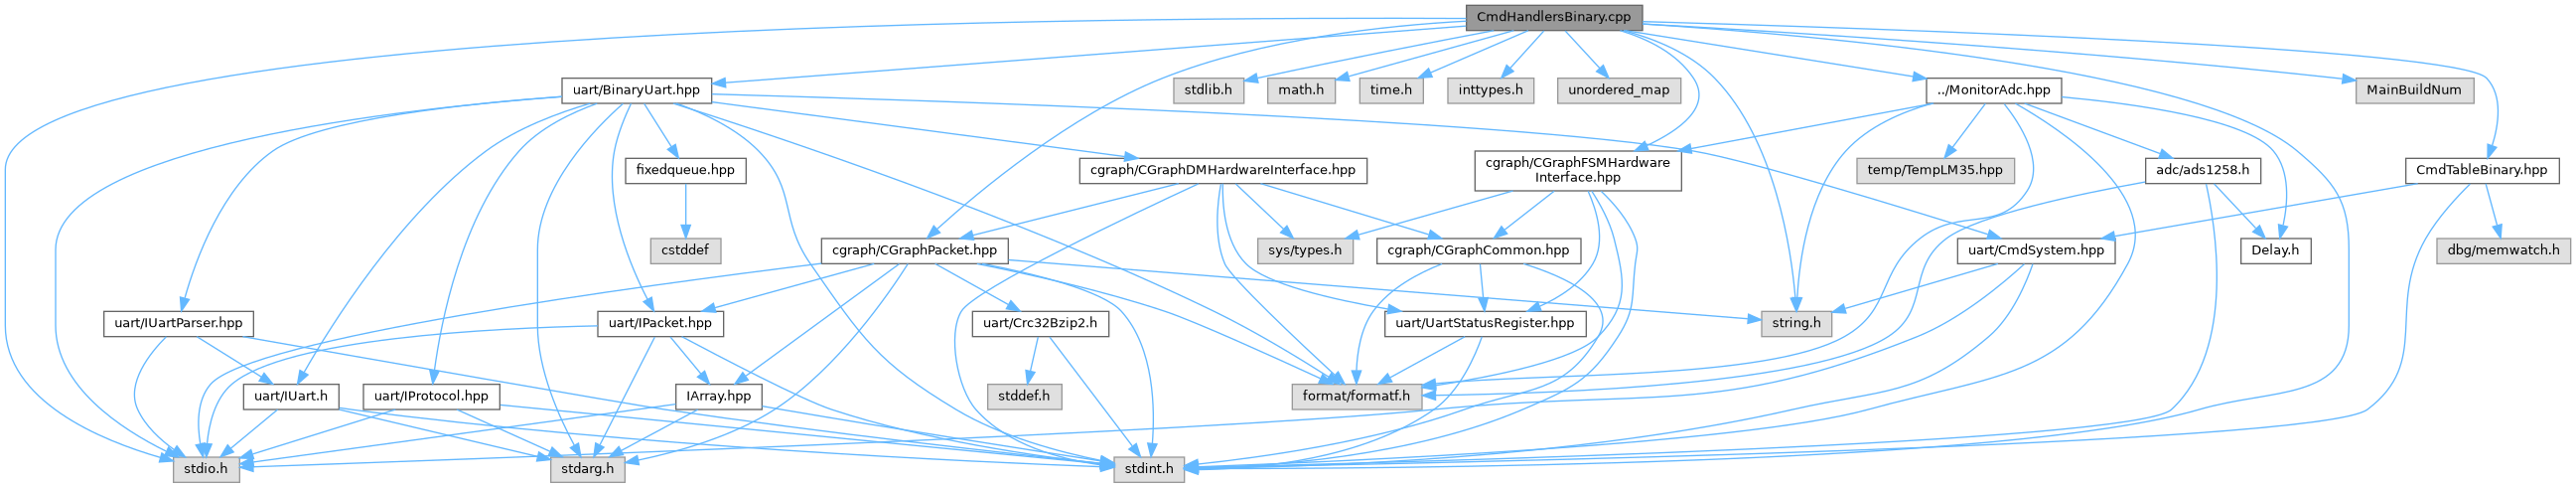 CmdHandlersBinary.cpp
uart/BinaryUart.hpp
stdlib.h
math.h
time.h
inttypes.h
unordered_map
../MonitorAdc.hpp
MainBuildNum
fixedqueue.hpp
cgraph/CGraphDMHardwareInterface.hpp
cgraph/CGraphFSMHardware
Interface.hpp
temp/TempLM35.hpp
adc/ads1258.h
CmdTableBinary.hpp
cstddef
cgraph/CGraphPacket.hpp
sys/types.h
cgraph/CGraphCommon.hpp
uart/CmdSystem.hpp
Delay.h
dbg/memwatch.h
uart/IUartParser.hpp
uart/IPacket.hpp
uart/Crc32Bzip2.h
uart/UartStatusRegister.hpp
string.h
uart/IUart.h
uart/IProtocol.hpp
IArray.hpp
stddef.h
format/formatf.h
stdio.h
stdarg.h
stdint.h